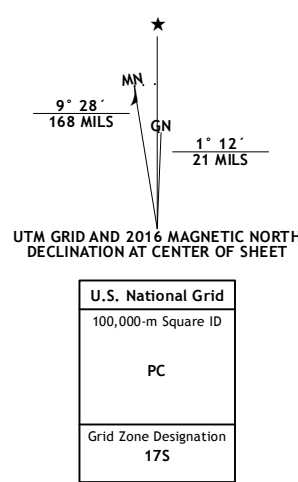 ★
MN
GN
9° 28´
168 MILS
1° 12´
21 MILS
UTM GRID AND 2016 MAGNETIC NORTH
DECLINATION AT CENTER OF SHEET
U.S. National Grid
100,000-m Square ID
PC
Grid Zone Designation
17S